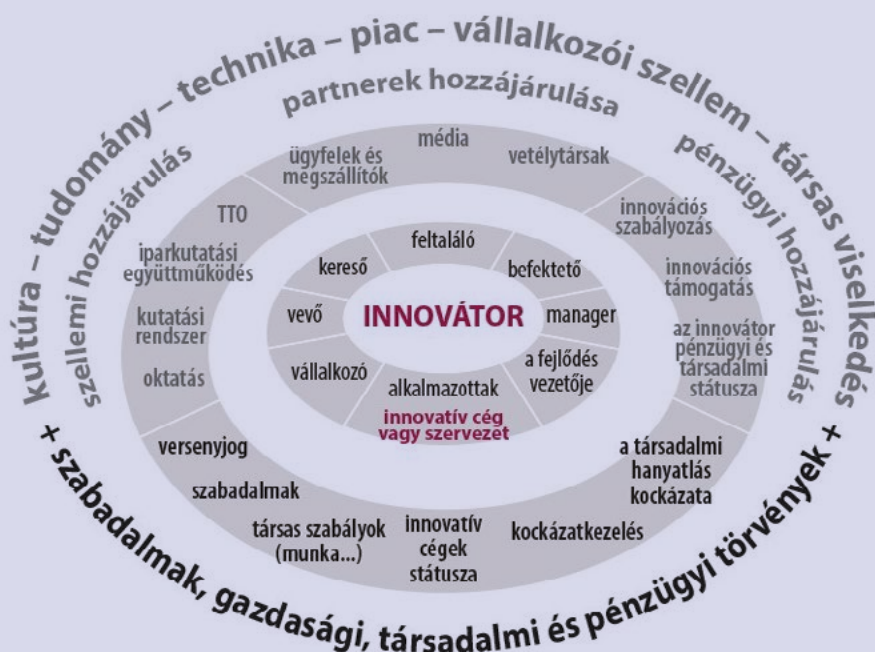 kultúra – tudomány – technika – piac – vállalkozói szellem – társas viselkedés
szellemi hozzájárulás
partnerek hozzájárulása
pénzügyi hozzájárulás
ügyfelek és
megszállítók
média
vetélytársak
TTO
iparkutatási
együttműködés
kutatási
rendszer
oktatás
innovációs
szabályozás
innovációs
támogatás
az innovátor
pénzügyi és
társadalmi
státusza
feltaláló
kereső
befektető
vevő
INNOVÁTOR
manager
vállalkozó
alkalmazottak
a fejlődés
vezetője
innovatív cég
vagy szervezet
versenyjog
szabadalmak
társas szabályok
(munka...)
innovatív
cégek
státusza
kockázatkezelés
a társadalmi
hanyatlás
kockázata
+ szabadalmak, gazdasági, társadalmi és pénzügyi törvények +